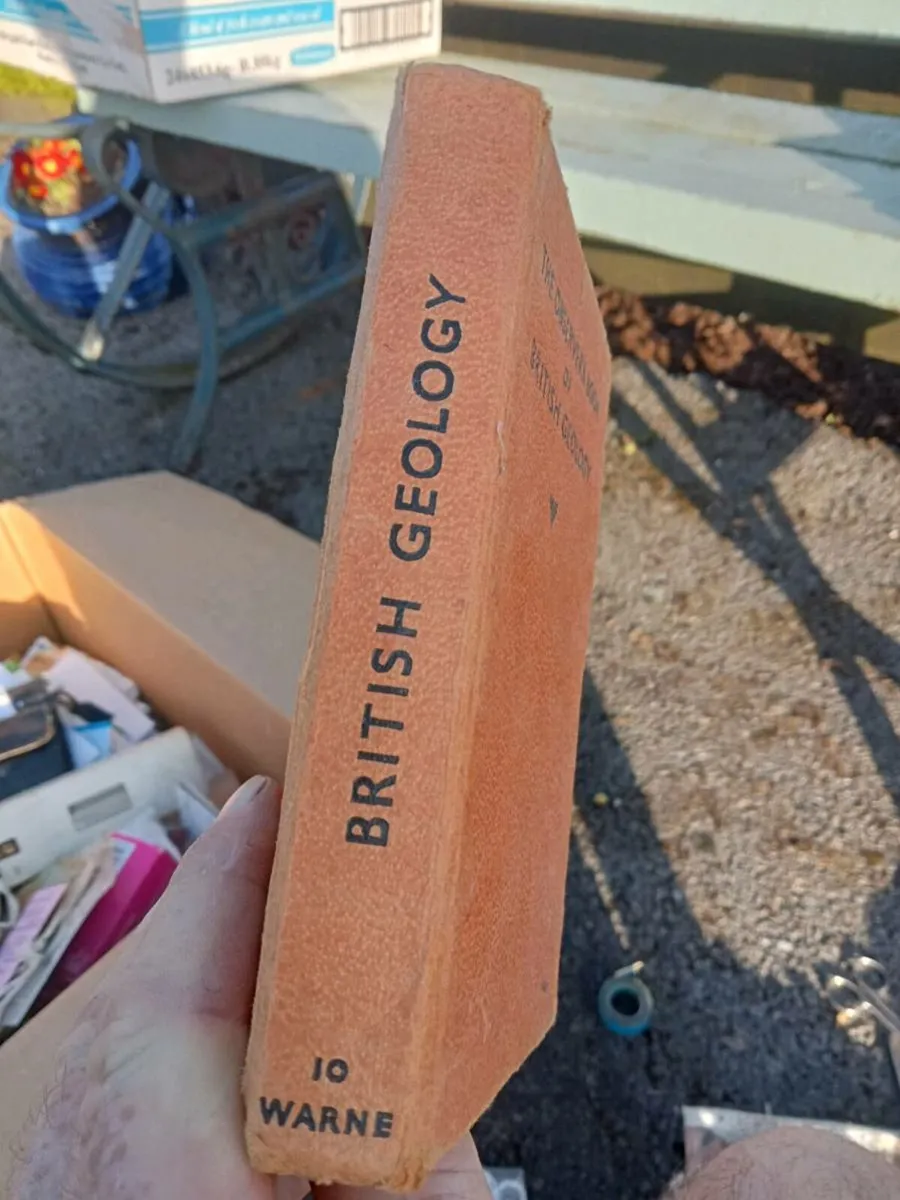 BRITISH GEOLOGY
10
WARNE
THE OBSERVER'S BOOK
OF
BRITISH GEOLOGY